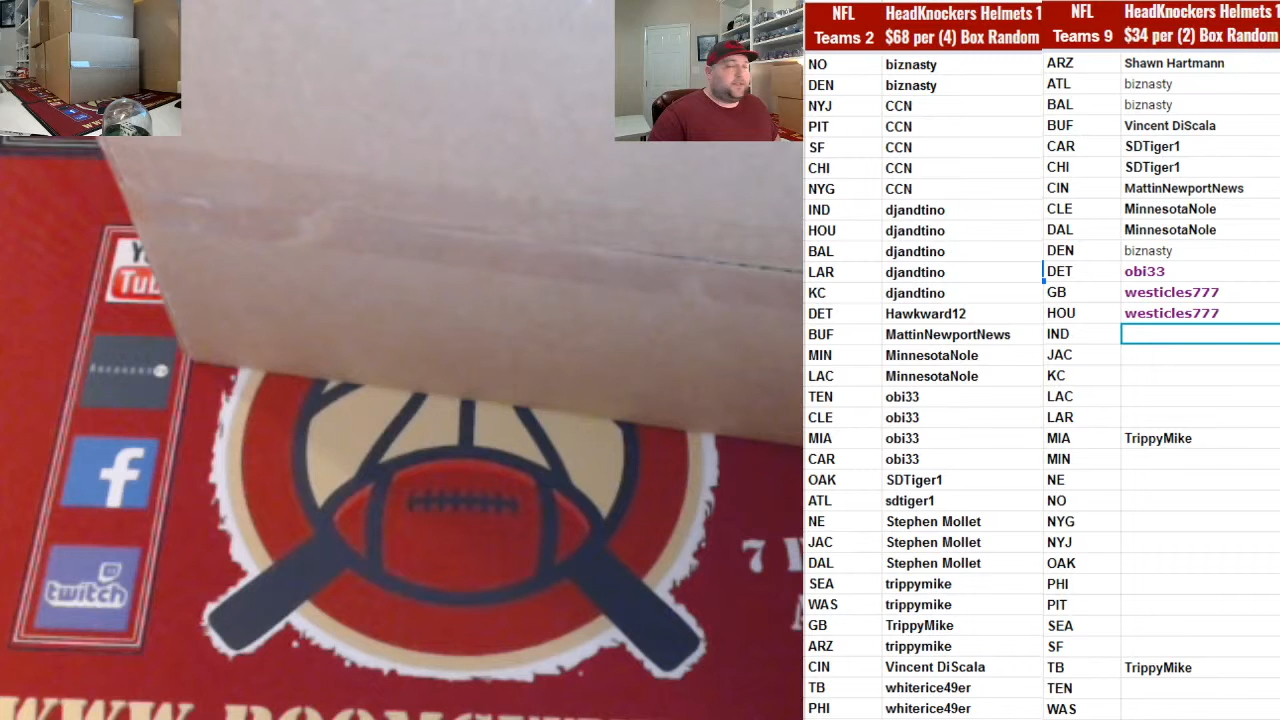 NFL HeadKnockers Helmets 1
Teams 2 $68 per (4) Box Random
NO biznasty
DEN biznasty
NYJ CCN
PIT CCN
SF CCN
CHI CCN
NYG CCN
IND djandtino
HOU djandtino
BAL djandtino
LAR djandtino
KC djandtino
DET Hawkward12
BUF MattinNewportNews
MIN MinnesotaNole
LAC MinnesotaNole
TEN obi33
CLE obi33
MIA obi33
CAR obi33
OAK SDTiger1
ATL sdtiger1
NE Stephen Mollet
JAC Stephen Mollet
DAL Stephen Mollet
SEA trippymike
WAS trippymike
GB TrippyMike
ARZ trippymike
CIN Vincent DiScala
TB whiterice49er
PHI whiterice49er
NFL HeadKnockers Helmets 1
Teams 9 $34 per (2) Box Random
ARZ Shawn Hartmann
ATL biznasty
BAL biznasty
BUF Vincent DiScala
CAR SDTiger1
CHI SDTiger1
CIN MattinNewportNews
CLE MinnesotaNole
DAL MinnesotaNole
DEN biznasty
DET obi33
GB westicles777
HOU westicles777
IND
JAC
KC
LAC
LAR
MIA TrippyMike
MIN
NE
NO
NYG
NYJ
OAK
PHI
PIT
SEA
SF
TB TrippyMike
TEN
WAS
Tub
f
twitch
7